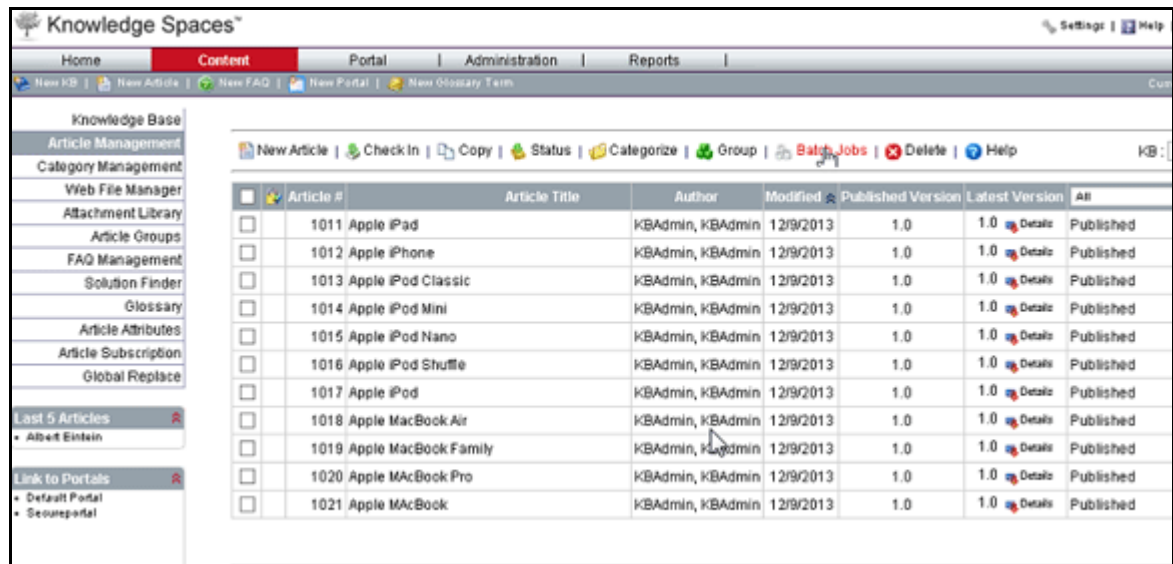 Knowledge Spaces™
Settings | Help
Home Content Portal | Administration | Reports |
New KB | New Article | New FAQ | New Portal | New Glossary Term Curr
Knowledge Base
Article Management
Category Management
Web File Manager
Attachment Library
Article Groups
FAQ Management
Solution Finder
Glossary
Article Attributes
Article Subscription
Global Replace
Last 5 Articles
• Albert Eintein
Link to Portals
• Default Portal
• Secureportal
New Article | Check In | Copy | Status | Categorize | Group | Batch Jobs | Delete | Help KB:
Article # Article Title Author Modified Published Version Latest Version All
1011 Apple iPad KBAdmin, KBAdmin 12/9/2013 1.0 1.0 Details Published
1012 Apple iPhone KBAdmin, KBAdmin 12/9/2013 1.0 1.0 Details Published
1013 Apple iPod Classic KBAdmin, KBAdmin 12/9/2013 1.0 1.0 Details Published
1014 Apple iPod Mini KBAdmin, KBAdmin 12/9/2013 1.0 1.0 Details Published
1015 Apple iPod Nano KBAdmin, KBAdmin 12/9/2013 1.0 1.0 Details Published
1016 Apple iPod Shuffle KBAdmin, KBAdmin 12/9/2013 1.0 1.0 Details Published
1017 Apple iPod KBAdmin, KBAdmin 12/9/2013 1.0 1.0 Details Published
1018 Apple MacBook Air KBAdmin, KBAdmin 12/9/2013 1.0 1.0 Details Published
1019 Apple MacBook Family KBAdmin, KBAdmin 12/9/2013 1.0 1.0 Details Published
1020 Apple MAcBook Pro KBAdmin, KBAdmin 12/9/2013 1.0 1.0 Details Published
1021 Apple MAcBook KBAdmin, KBAdmin 12/9/2013 1.0 1.0 Details Published